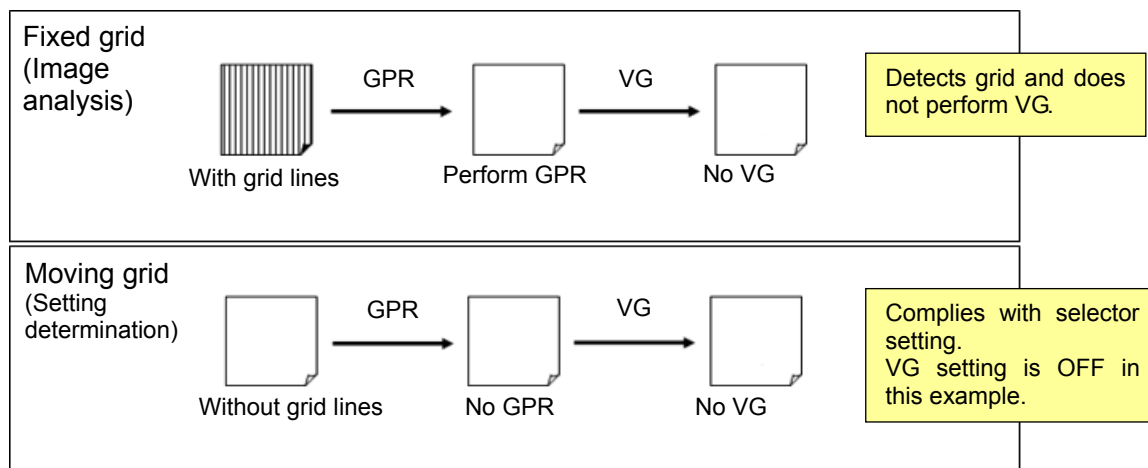 Fixed grid
(Image
analysis)
GPR
VG
With grid lines
Perform GPR
No VG
Detects grid and does
not perform VG.
Moving grid
(Setting
determination)
GPR
VG
Without grid lines
No GPR
No VG
Complies with selector
setting.
VG setting is OFF in
this example.